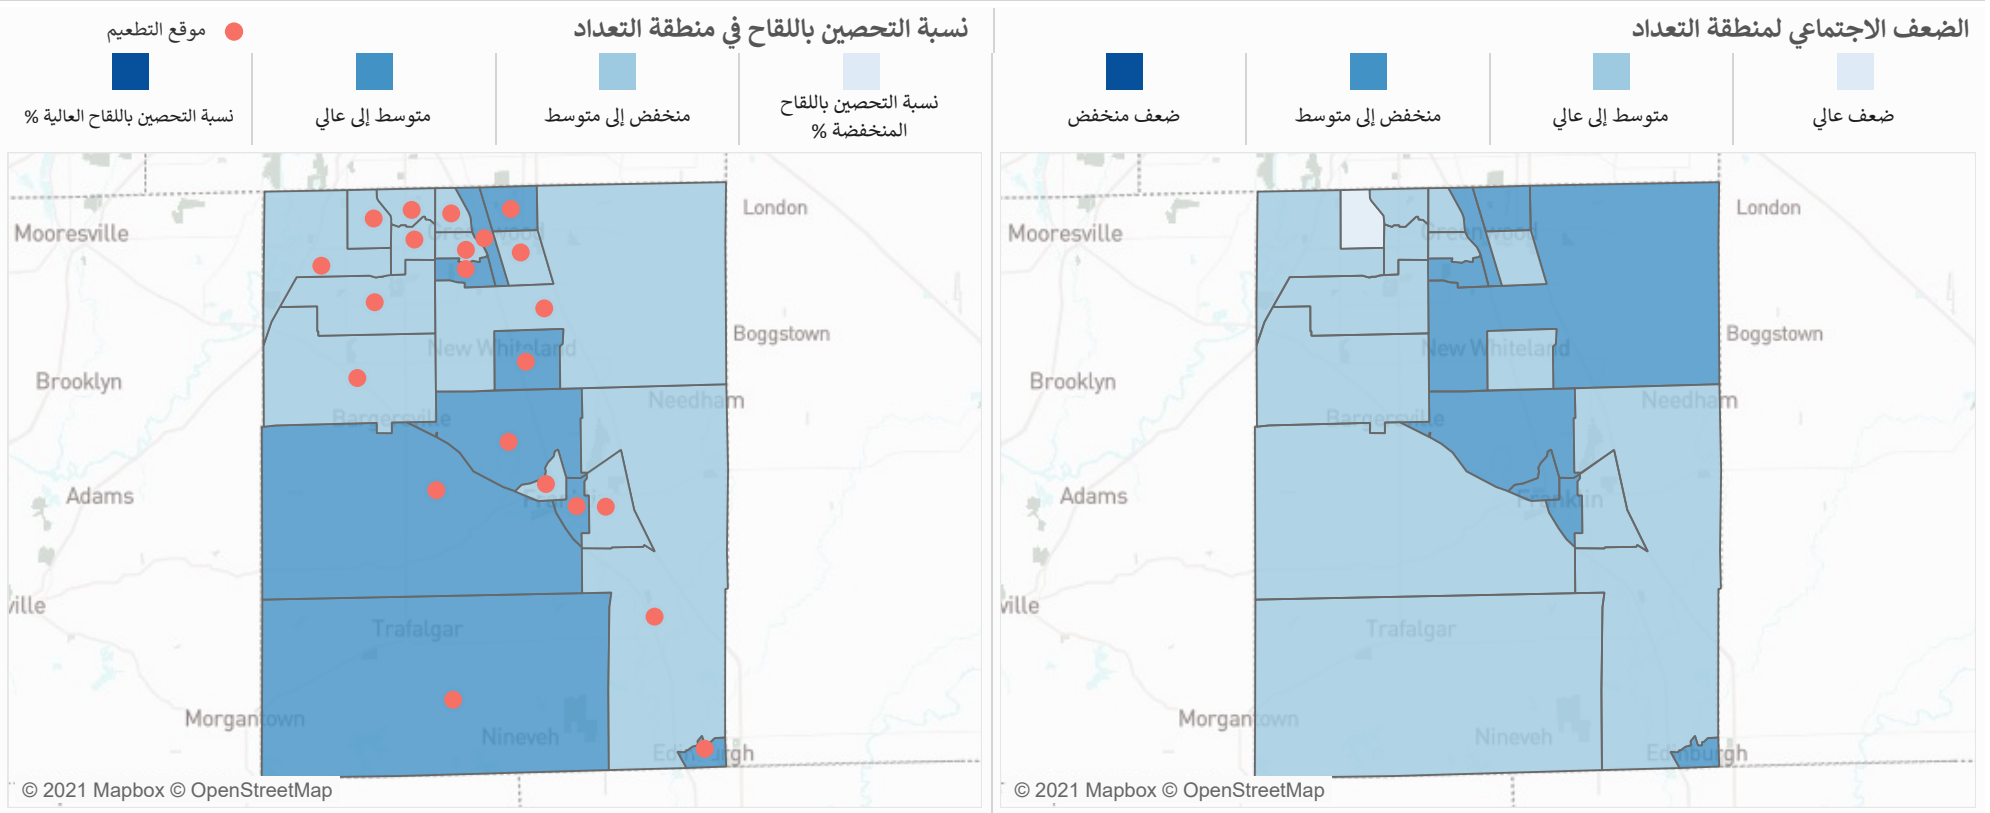 الضعف الاجتماعي لمنطقة التعداد
ضعف عالي
متوسط إلى عالي
منخفض إلى متوسط
ضعف منخفض
London
Mooresville
Greenwood
Boggstown
New Whiteland
Brooklyn
Needham
Bargersville
Adams
Franklin
ville
Trafalgar
Morgantown
Nineveh
Edinburgh
© 2021 Mapbox © OpenStreetMap
نسبة التحصين باللقاح في منطقة التعداد
موقع التطعيم
نسبة التحصين باللقاح
المنخفضة %
منخفض إلى متوسط
متوسط إلى عالي
نسبة التحصين باللقاح العالية %
London
Mooresville
Greenwood
Boggstown
New Whiteland
Brooklyn
Needham
Bargersville
Adams
Franklin
ville
Trafalgar
Morgantown
Nineveh
Edinburgh
© 2021 Mapbox © OpenStreetMap